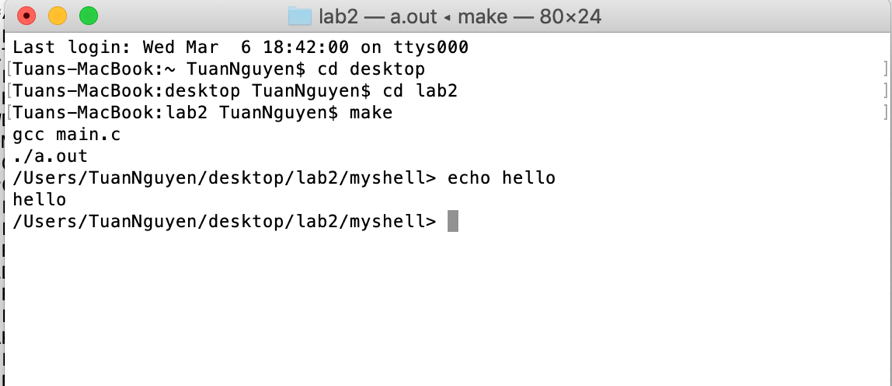 lab2 — a.out ◂ make — 80×24
Last login: Wed Mar  6 18:42:00 on ttys000
[Tuans-MacBook:~ TuanNguyen$ cd desktop ]
[Tuans-MacBook:desktop TuanNguyen$ cd lab2 ]
[Tuans-MacBook:lab2 TuanNguyen$ make ]
gcc main.c
./a.out
/Users/TuanNguyen/desktop/lab2/myshell> echo hello
hello
/Users/TuanNguyen/desktop/lab2/myshell>